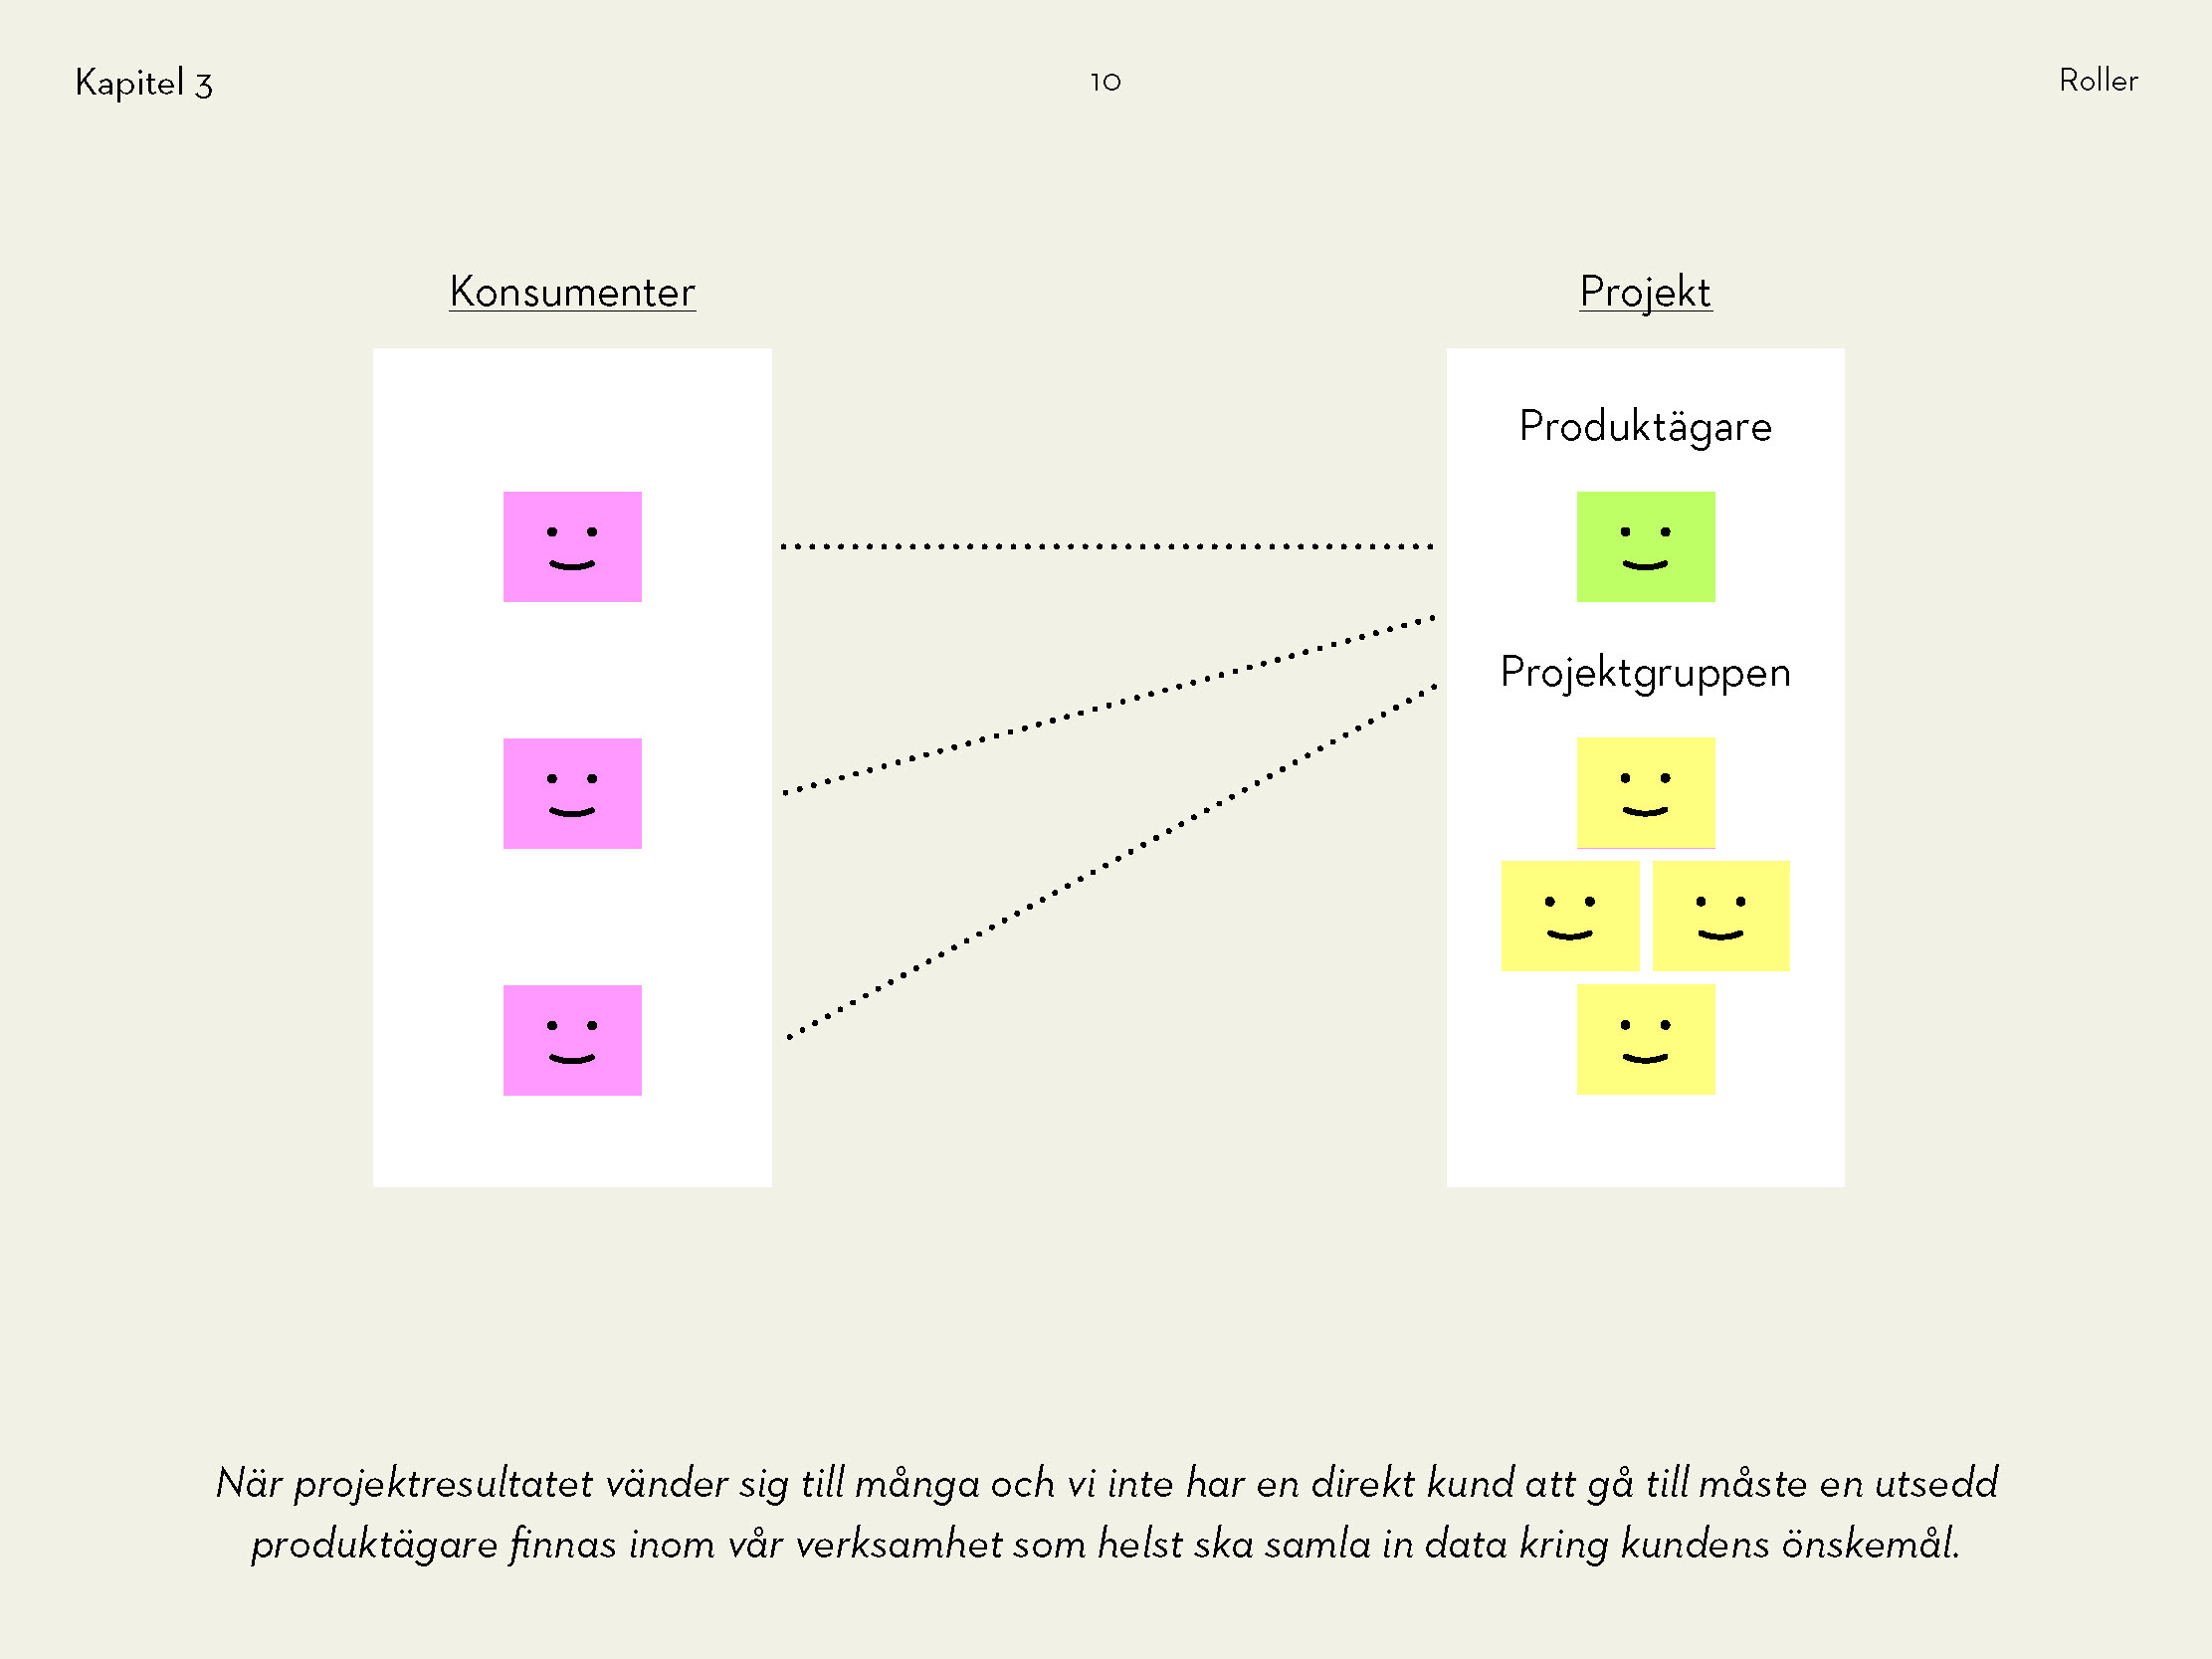 Kapitel 3
10
Roller
Konsumenter
Projekt
Produktägare
Projektgruppen
När projektresultatet vänder sig till många och vi inte har en direkt kund att gå till måste en utsedd
produktägare finnas inom vår verksamhet som helst ska samla in data kring kundens önskemål.